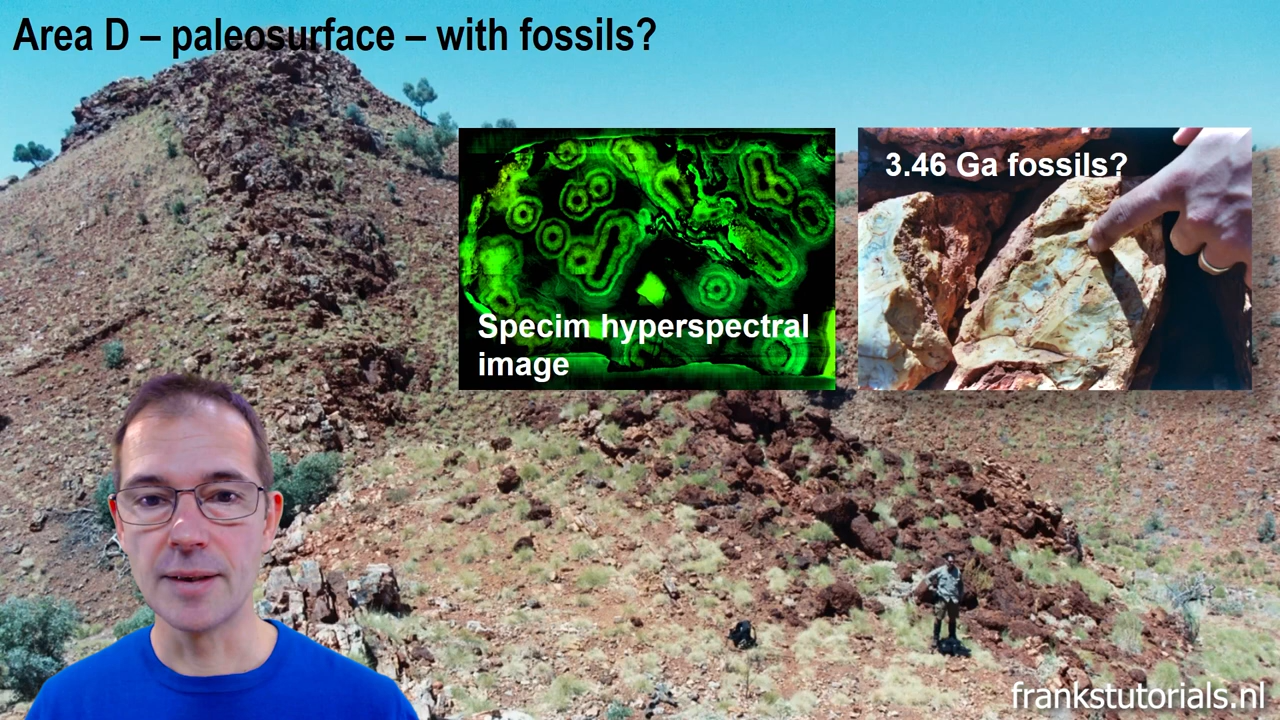 Area D – paleosurface – with fossils?
3.46 Ga fossils?
Specim hyperspectral
image
frankstutorials.nl